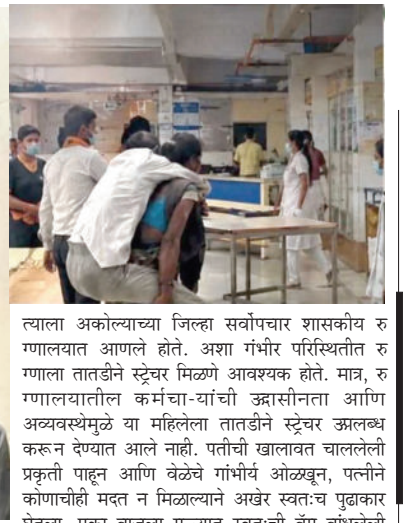 त्याला अकोल्याच्या जिल्हा सर्वोपचार शासकीय रु
ग्णालयात आणले होते. अशा गंभीर परिस्थितीत रु
ग्णाला तातडीने स्ट्रेचर मिळणे आवश्यक होते. मात्र, रु
ग्णालयातील कर्मचा-यांची उदासीनता आणि
अव्यवस्थेमुळे या महिलेला तातडीने स्ट्रेचर उपलब्ध
करून देण्यात आले नाही. पतीची खालावत चाललेली
प्रकृती पाहून आणि वेळेचे गांभीर्य ओळखून, पत्नीने
कोणाचीही मदत न मिळाल्याने अखेर स्वतःच पुढाकार